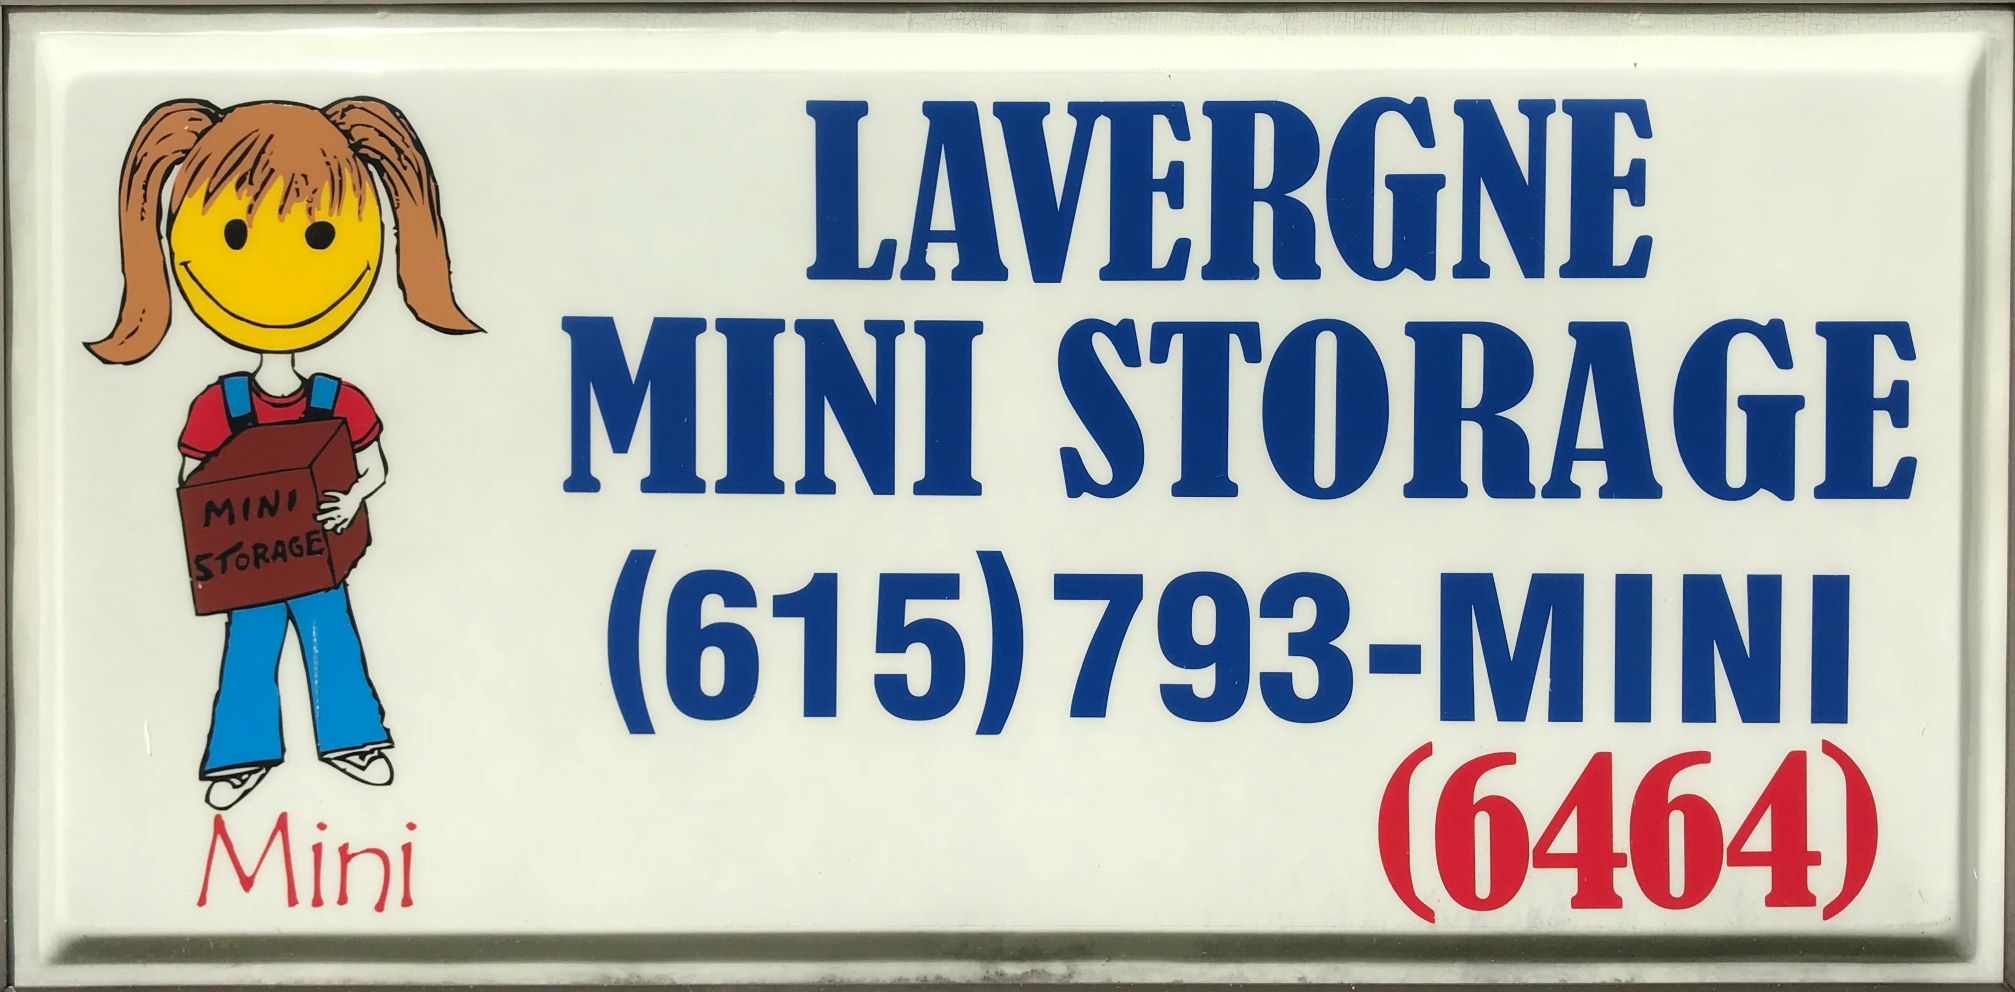 LAVERGNE
MINI STORAGE
(615)793-MINI
(6464)
MINI
STORAGE
Mini